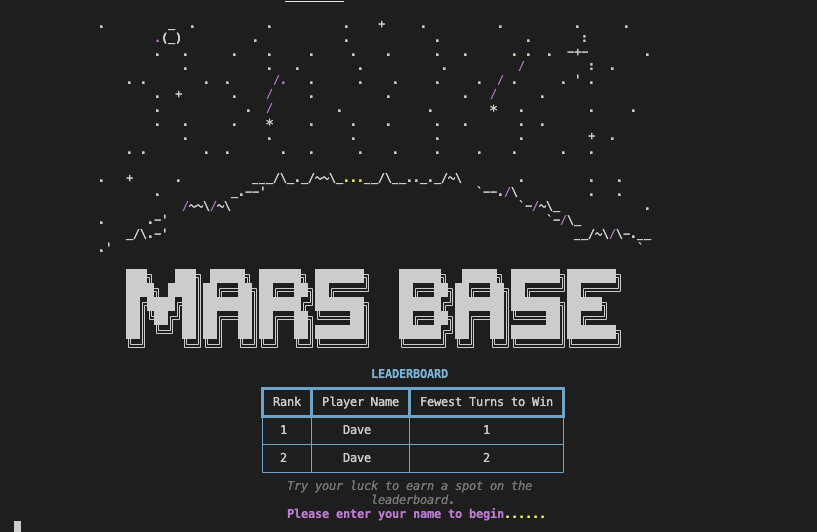 MARS BASE
LEADERBOARD
Rank Player Name Fewest Turns to Win
1 Dave 1
2 Dave 2
Try your luck to earn a spot on the
leaderboard.
Please enter your name to begin......